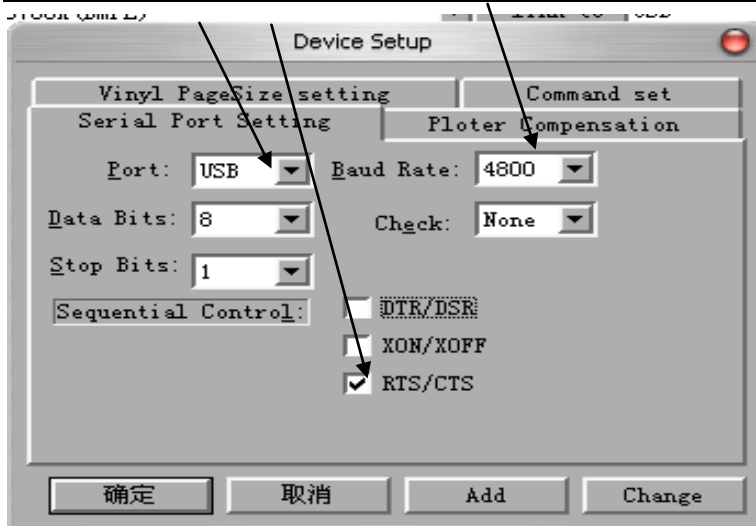 Device Setup
Vinyl PageSize setting Command set
Serial Port Setting Ploter Compensation
Port: USB Baud Rate: 4800
Data Bits: 8 Check: None
Stop Bits: 1
Sequential Control: DTR/DSR
XON/XOFF
RTS/CTS
确定 取消 Add Change